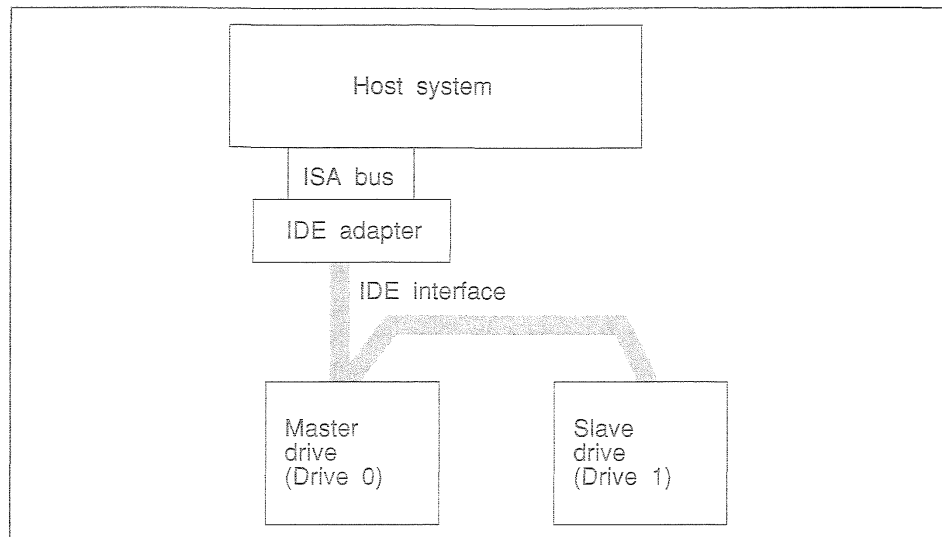 Host system
ISA bus
IDE adapter
IDE interface
Master
drive
(Drive 0)
Slave
drive
(Drive 1)